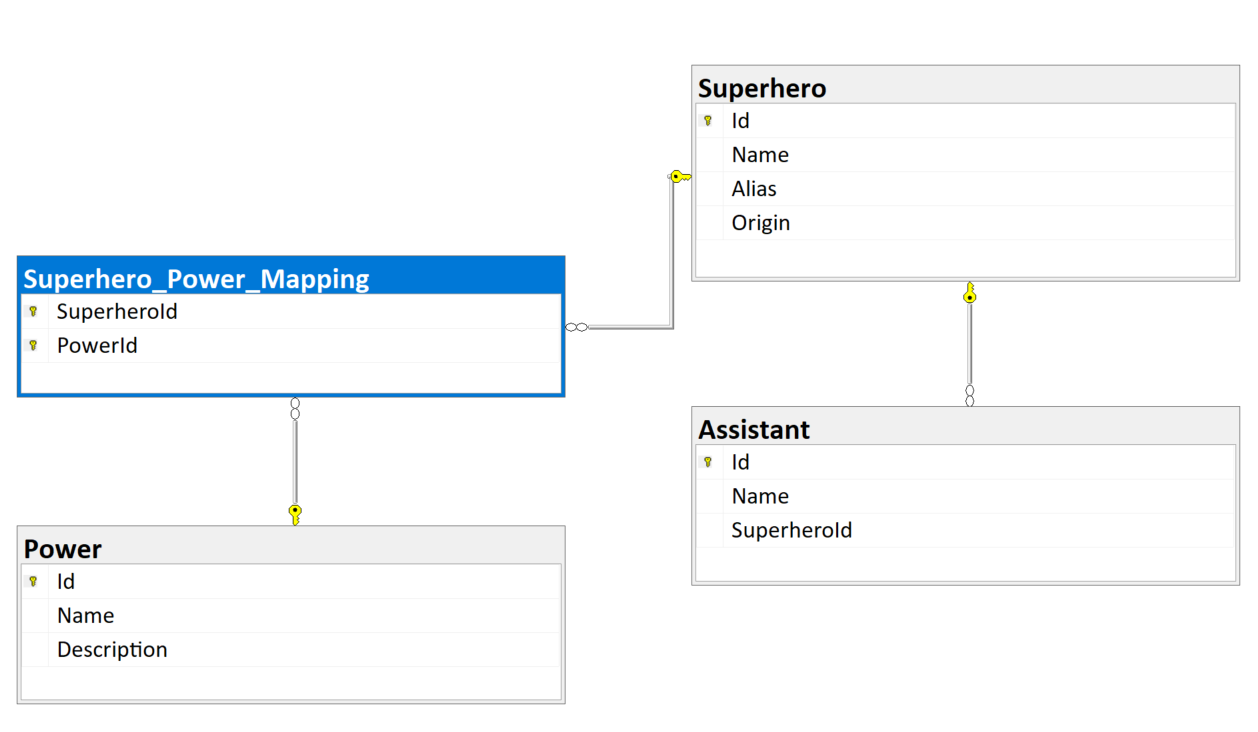 Superhero
Id
Name
Alias
Origin
Superhero_Power_Mapping
SuperheroId
PowerId
Assistant
Id
Name
SuperheroId
Power
Id
Name
Description